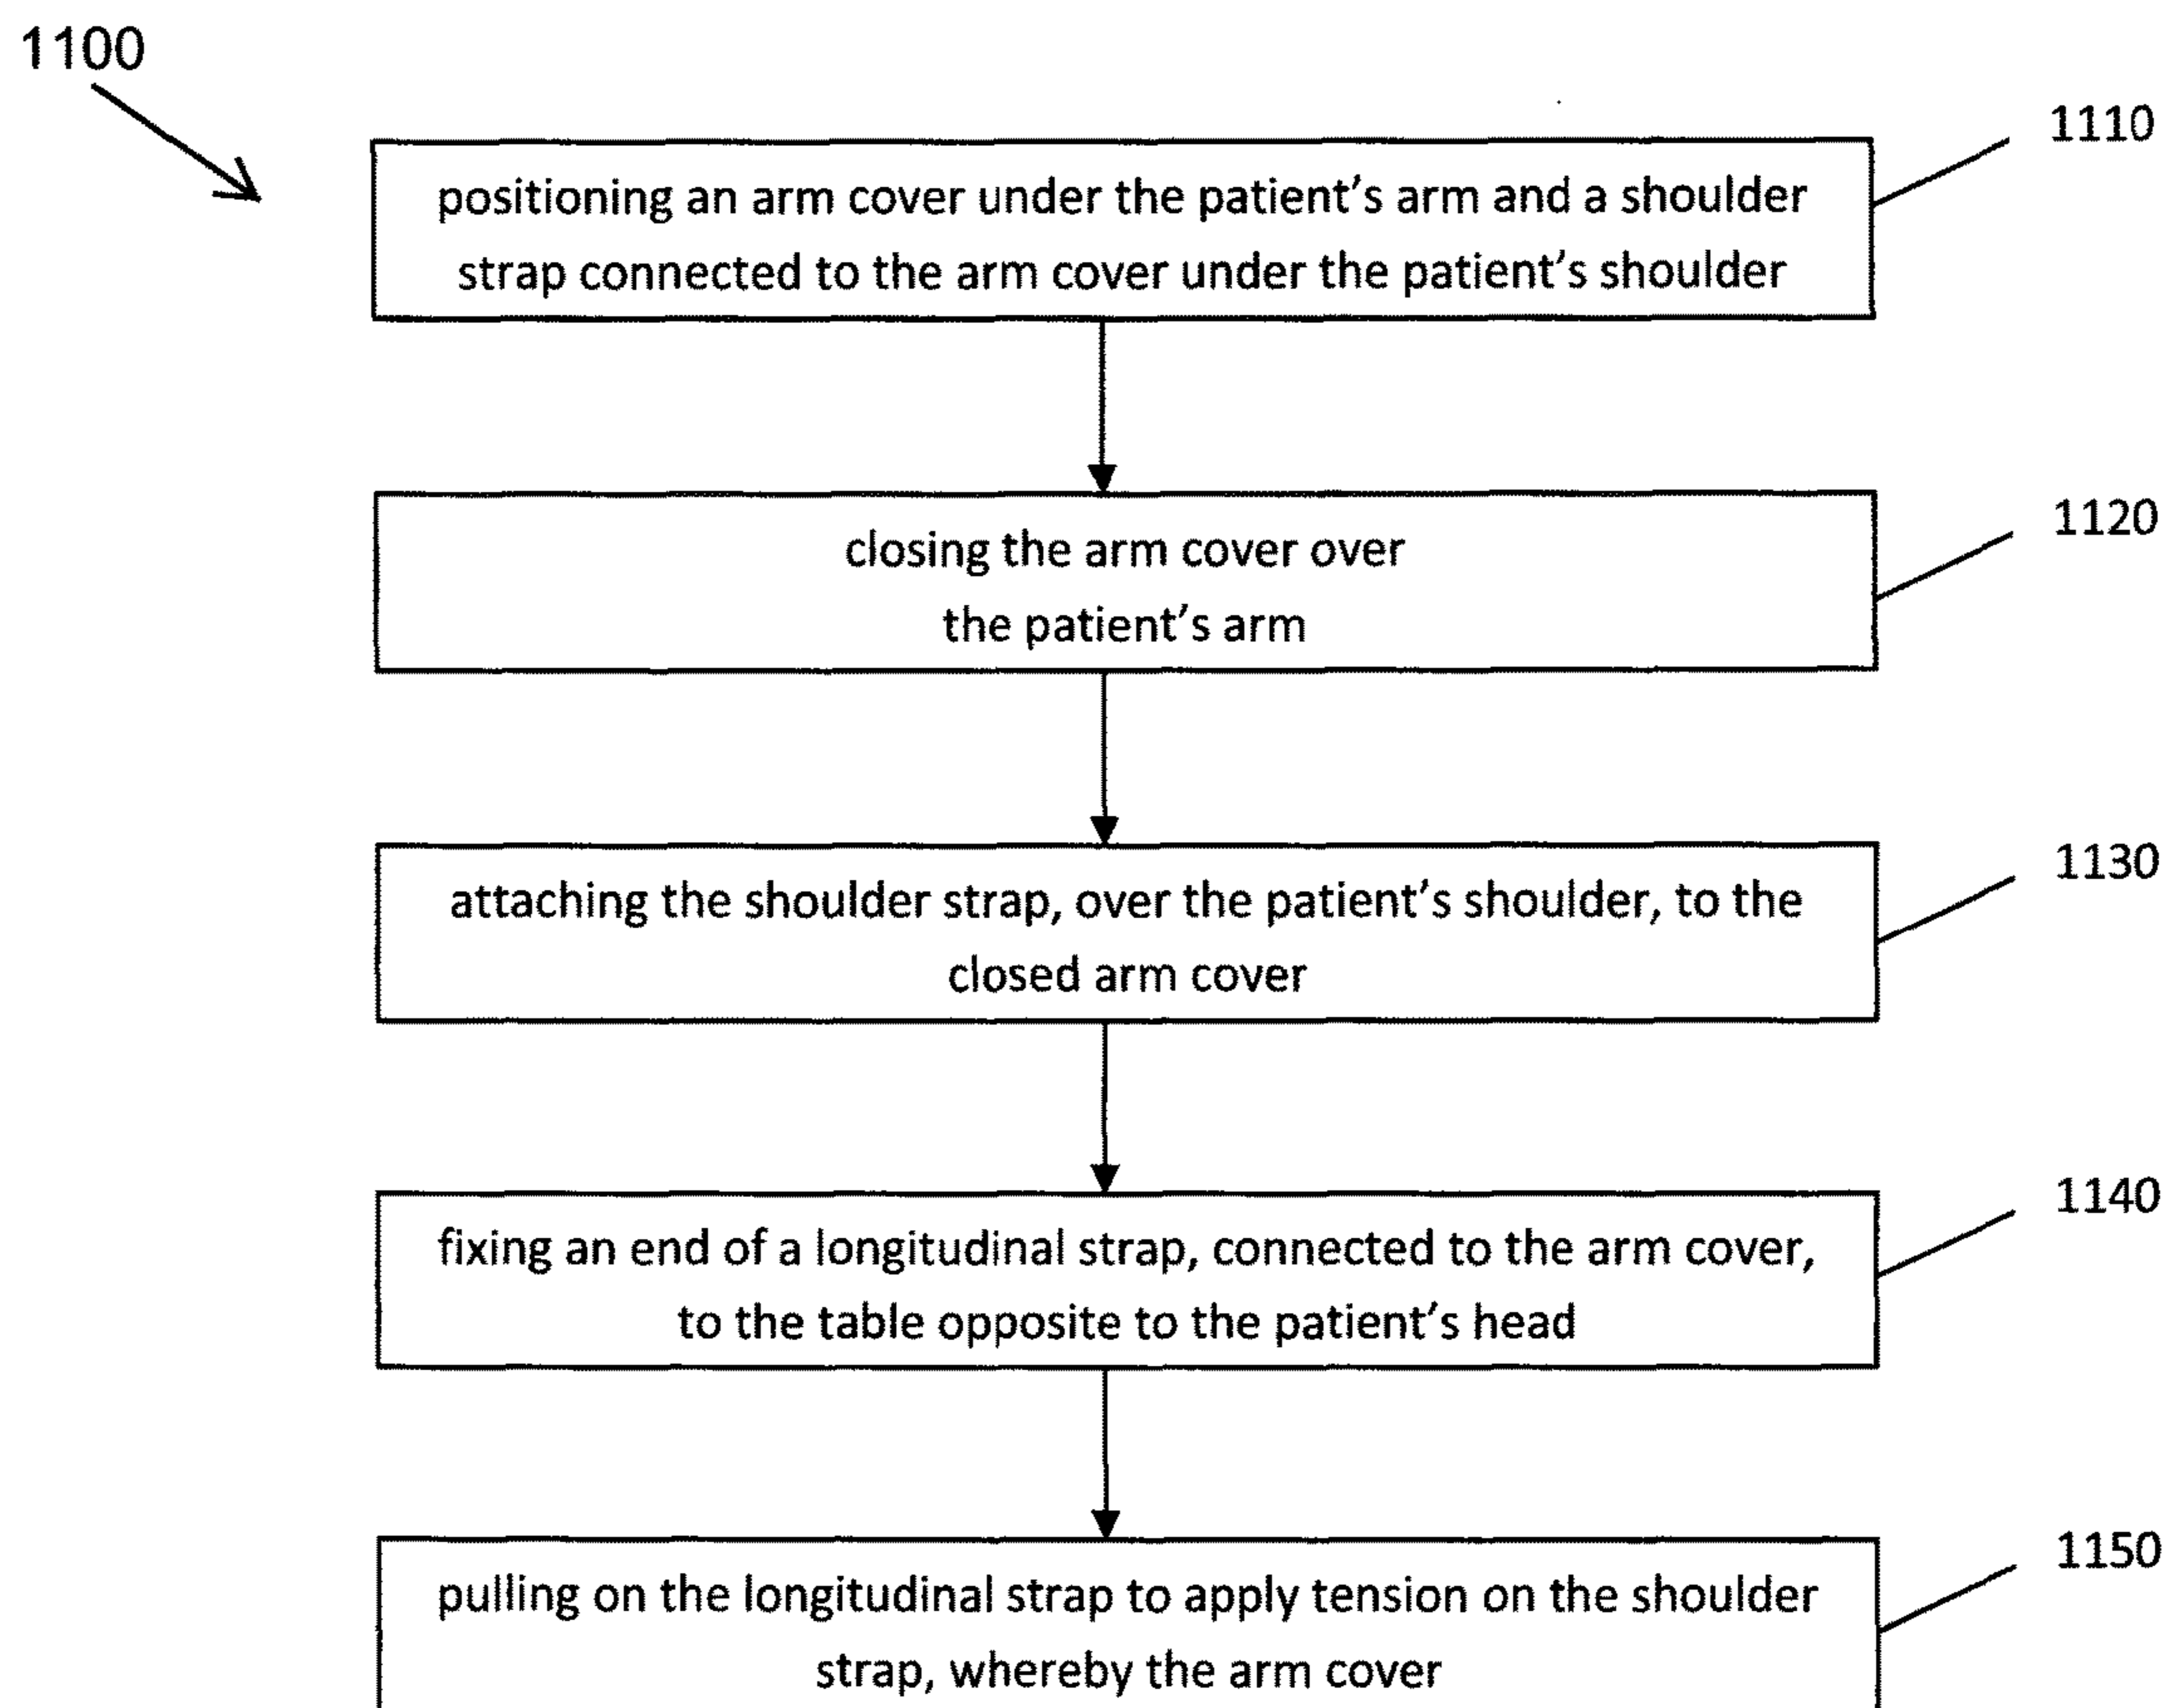 1100
1110
positioning an arm cover under the patient's arm and a shoulder
strap connected to the arm cover under the patient's shoulder
1120
closing the arm cover over
the patient's arm
1130
attaching the shoulder strap, over the patient's shoulder, to the
closed arm cover
1140
fixing an end of a longitudinal strap, connected to the arm cover,
to the table opposite to the patient's head
1150
pulling on the longitudinal strap to apply tension on the shoulder
strap, whereby the arm cover